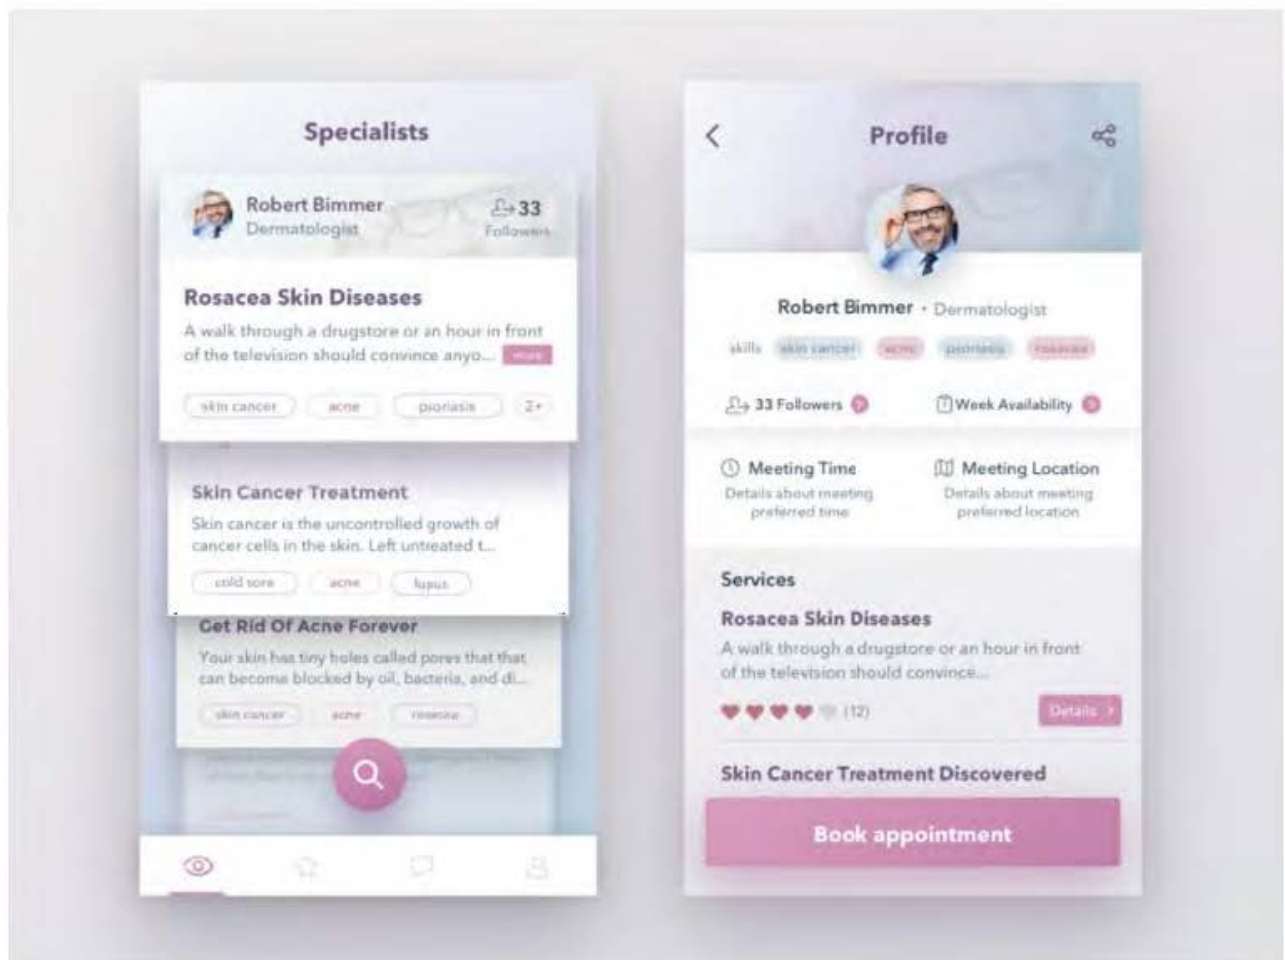 Specialists
Robert Bimmer
Dermatologist
33
Followers
Rosacea Skin Diseases
A walk through a drugstore or an hour in front
of the television should convince anyo... more
skin cancer acne psoriasis 2+
Skin Cancer Treatment
Skin cancer is the uncontrolled growth of
cancer cells in the skin. Left untreated t...
cold sore acne lupus
Get Rid Of Acne Forever
Your skin has tiny holes called pores that that
can become blocked by oil, bacteria, and di...
skin cancer acne rosacea
Profile
Robert Bimmer • Dermatologist
skills skin cancer acne psoriasis rosacea
33 Followers
Week Availability
Meeting Time
Details about meeting
preferred time
Meeting Location
Details about meeting
preferred location
Services
Rosacea Skin Diseases
A walk through a drugstore or an hour in front
of the television should convince...
(12)
Details
Skin Cancer Treatment Discovered
Book appointment